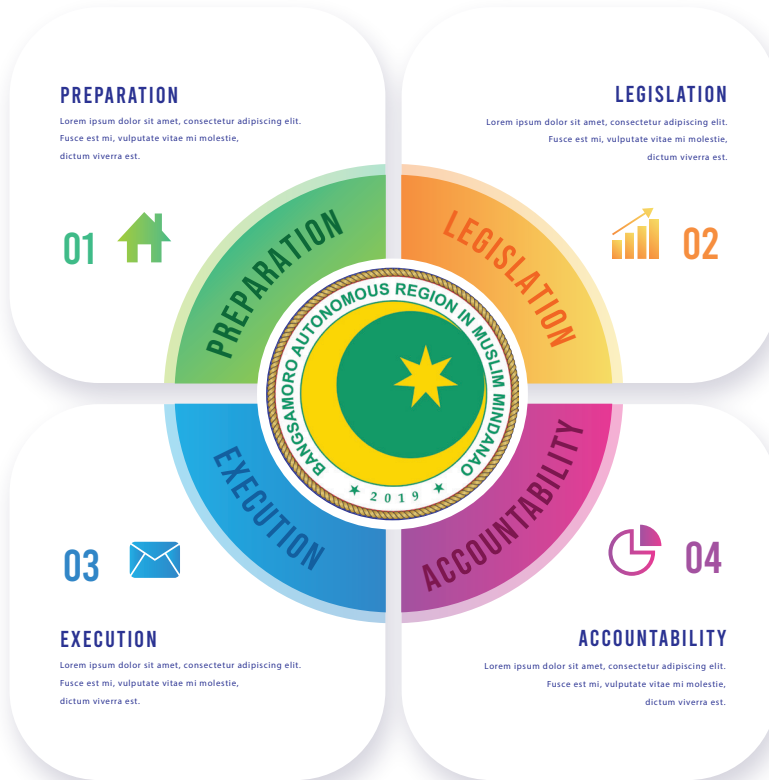 PREPARATION
Lorem ipsum dolor sit amet, consectetur adipiscing elit.
Fusce est mi, vulputate vitae mi molestie,
dictum viverra est.
01
LEGISLATION
Lorem ipsum dolor sit amet, consectetur adipiscing elit.
Fusce est mi, vulputate vitae mi molestie,
dictum viverra est.
02
PREPARATION
LEGISLATION
BANGSAMORO AUTONOMOUS REGION IN MUSLIM MINDANAO
2019
EXECUTION
ACCOUNTABILITY
03
EXECUTION
Lorem ipsum dolor sit amet, consectetur adipiscing elit.
Fusce est mi, vulputate vitae mi molestie,
dictum viverra est.
04
ACCOUNTABILITY
Lorem ipsum dolor sit amet, consectetur adipiscing elit.
Fusce est mi, vulputate vitae mi molestie,
dictum viverra est.